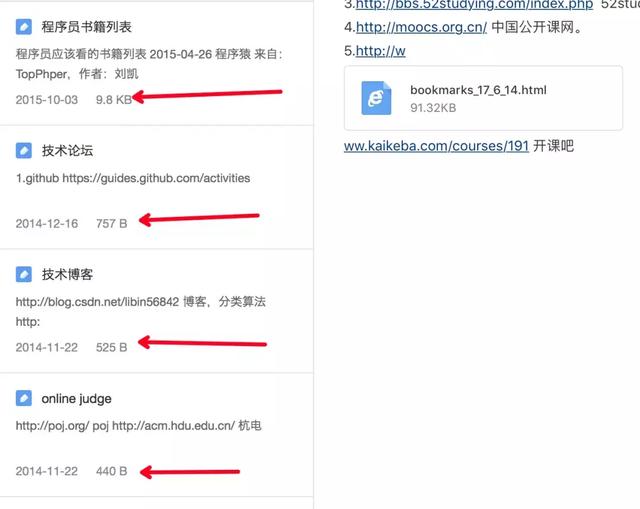 程序员书籍列表
程序员应该看的书籍列表 2015-04-26 程序猿 来自:
TopPhper，作者：刘凯
2015-10-03 9.8 KB
技术论坛
1.github https://guides.github.com/activities
2014-12-16 757 B
技术博客
http://blog.csdn.net/libin56842 博客，分类算法
http:
2014-11-22 525 B
online judge
http://poj.org/ poj http://acm.hdu.edu.cn/ 杭电
2014-11-22 440 B
3.http://bbs.52studying.com/index.php 52stu
4.http://moocs.org.cn/ 中国公开课网。
5.http://w
bookmarks_17_6_14.html
91.32KB
ww.kaikeba.com/courses/191 开课吧